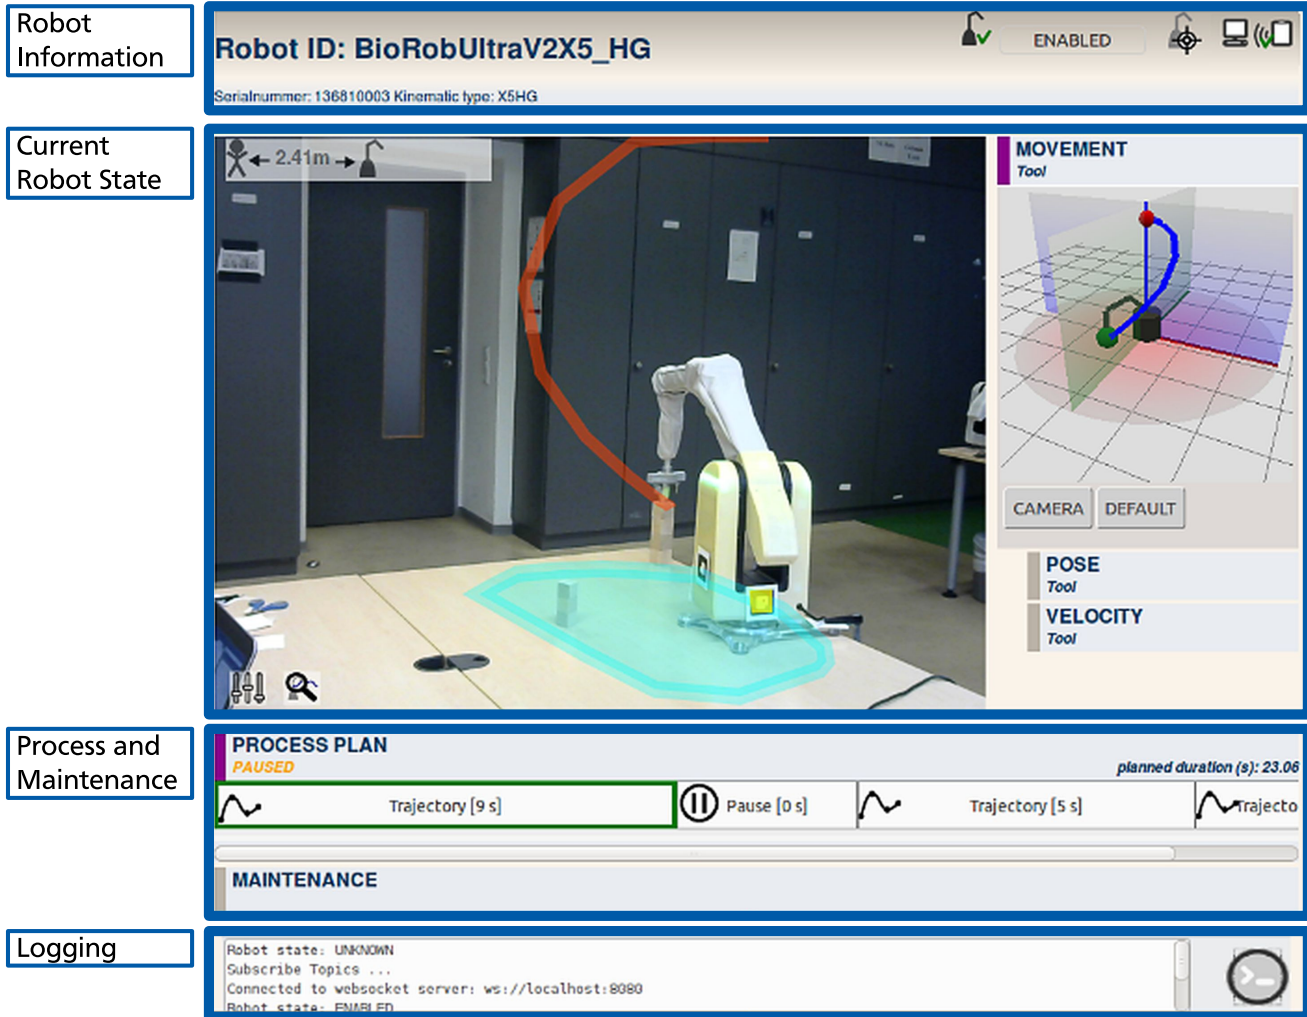 Robot
Information
Robot ID: BioRobUltraV2X5_HG
ENABLED
Serialnummer: 136810003 Kinematic type: X5HG
Current
Robot State
2.41m
MOVEMENT
Tool
CAMERA
DEFAULT
POSE
Tool
VELOCITY
Tool
Process and
Maintenance
PROCESS PLAN
PAUSED
planned duration (s): 23.06
Trajectory [9 s]
Pause [0 s]
Trajectory [5 s]
Trajecto
MAINTENANCE
Logging
Robot state: UNKNOWN
Subscribe Topics ...
Connected to websocket server: ws://localhost:8080
Robot state: ENABLED